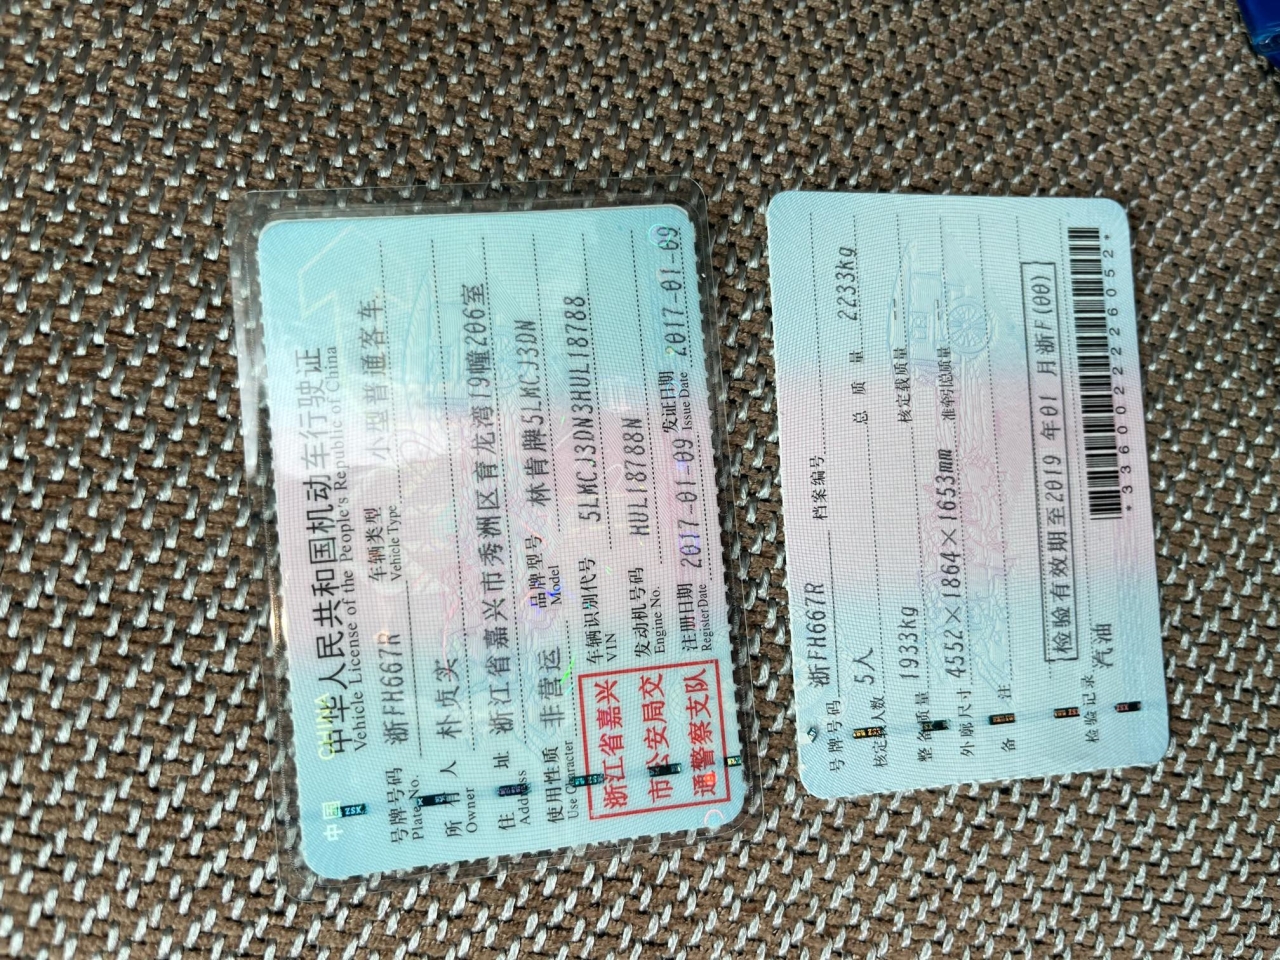 中国 CHINA
中华人民共和国机动车行驶证
Vehicle License of the People's Republic of China
号牌号码 浙FH667R 车辆类型 小型普通客车
Plate No. Vehicle Type
所有人 朴贞实
Owner
住址 浙江省嘉兴市秀洲区育龙湾19幢206室
Address
使用性质 非营运 品牌型号 林肯牌5LMCJ3DN
Use Character Model
浙江省嘉兴
市公安局交
通警察支队
车辆识别代号 5LMCJ3DN3HUL18788
VIN
发动机号码 HUL18788N
Engine No.
注册日期 2017-01-09 发证日期 2017-01-09
Register Date Issue Date
号牌号码 浙FH667R 档案编号
核定载人数 5人 总质量 2233kg
整备质量 1933kg 核定载质量 --
外廓尺寸 4552×1864×1653mm 准牵引总质量 --
备注
检验有效期至2019年01月浙F(00)
检验记录 汽油
*3360022226052*